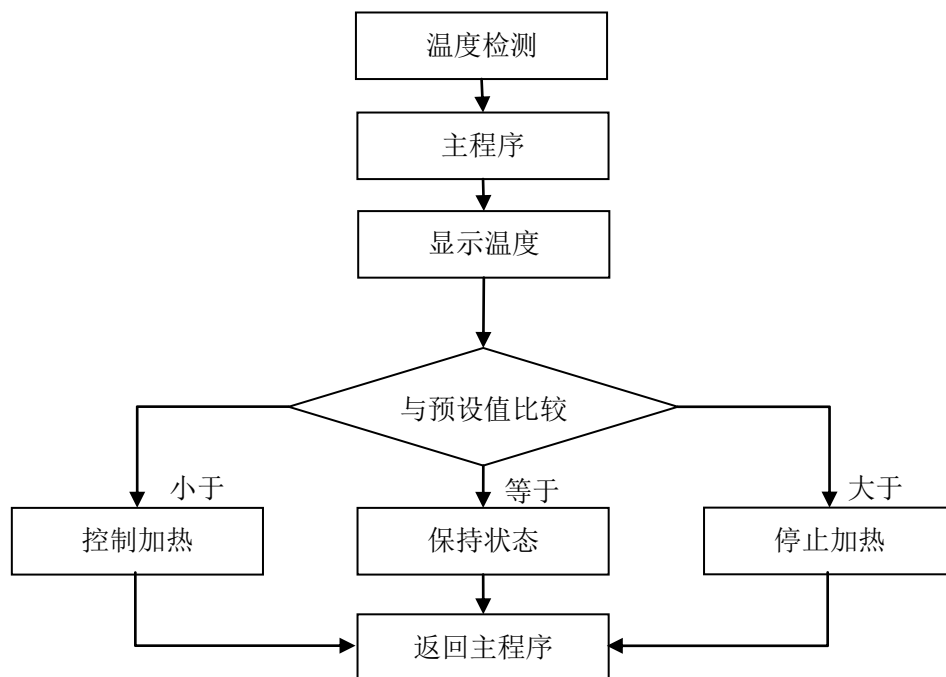 温度检测
主程序
显示温度
与预设值比较
小于
等于
大于
控制加热
保持状态
停止加热
返回主程序